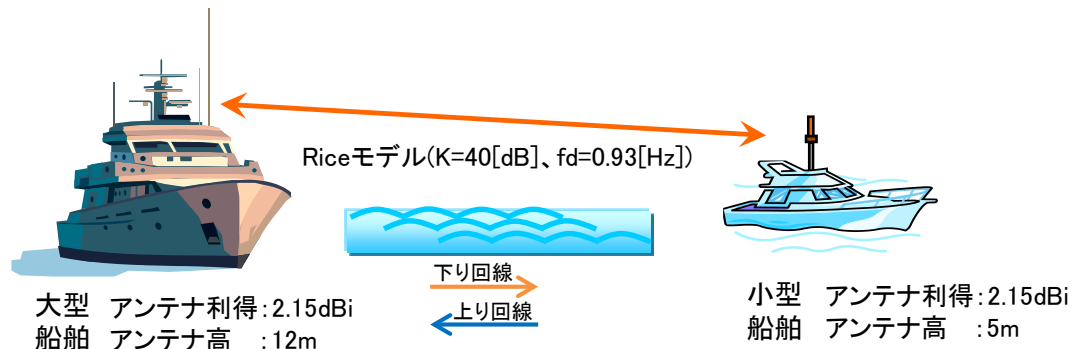 Riceモデル(K=40[dB]、fd=0.93[Hz])
下り回線
上り回線
大型 アンテナ利得:2.15dBi
船舶 アンテナ高 :12m
小型 アンテナ利得:2.15dBi
船舶 アンテナ高 :5m